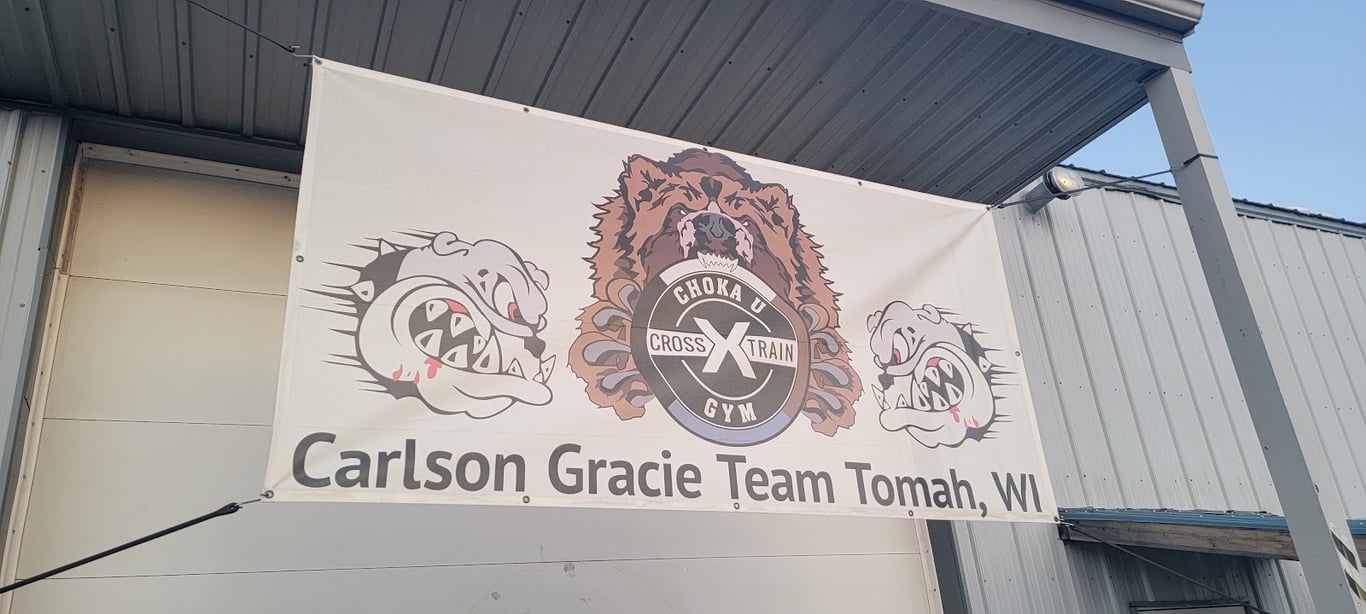 CHOKA U
CROSS X TRAIN
GYM
Carlson Gracie Team Tomah, WI